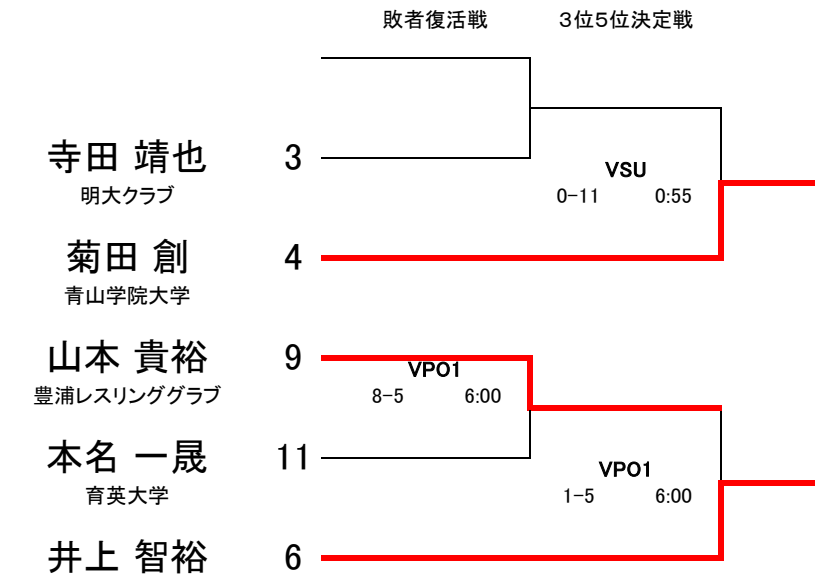 敗者復活戦 3位5位決定戦
寺田 靖也 3
明大クラブ
VSU
0-11 0:55
菊田 創 4
青山学院大学
山本 貴裕 9
豊浦レスリンググラブ
VPO1
8-5 6:00
本名 一晟 11
育英大学
VPO1
1-5 6:00
井上 智裕 6